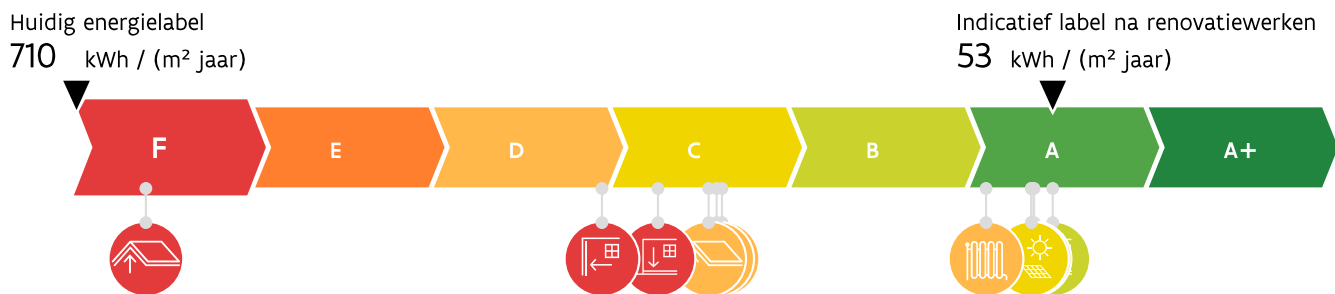 Huidig energielabel
710 kWh / (m² jaar)
Indicatief label na renovatiewerken
53 kWh / (m² jaar)
F E D C B A A+